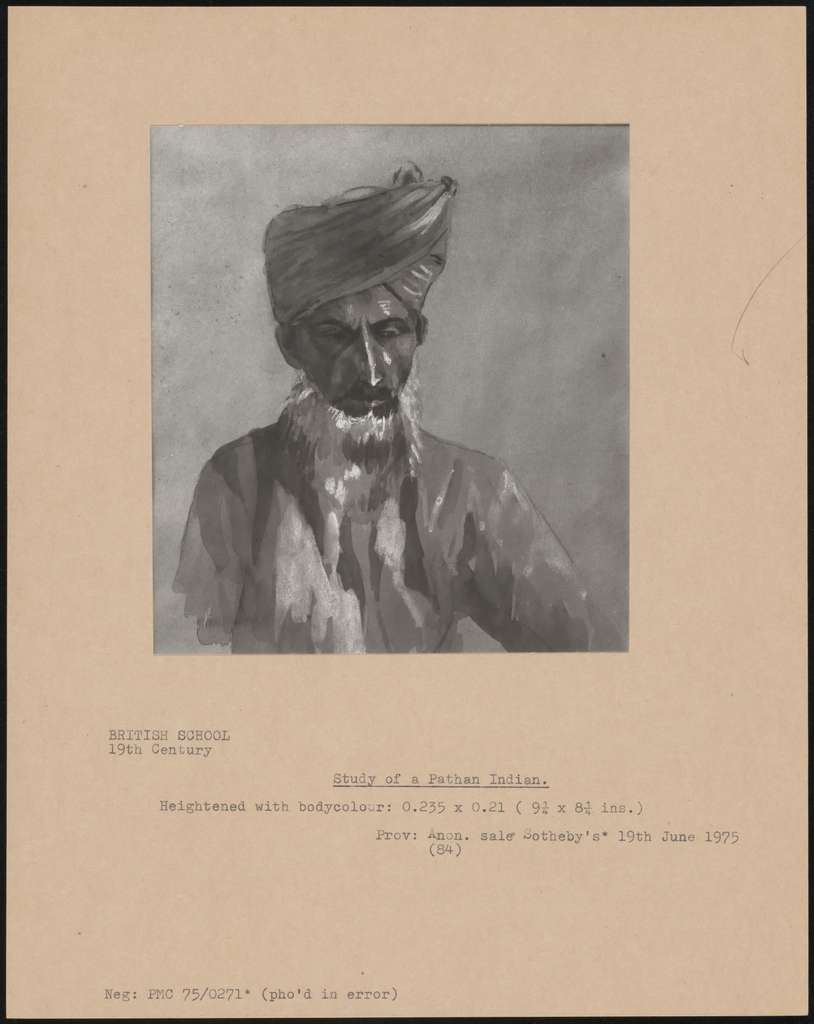 BRITISH SCHOOL
19th Century
Study of a Pathan Indian.
Heightened with bodycolour: 0.235 x 0.21 ( 9¼ x 8¼ ins.)
Prov: Anon. sale Sotheby's* 19th June 1975
(84)
Neg: PMC 75/0271* (pho'd in error)